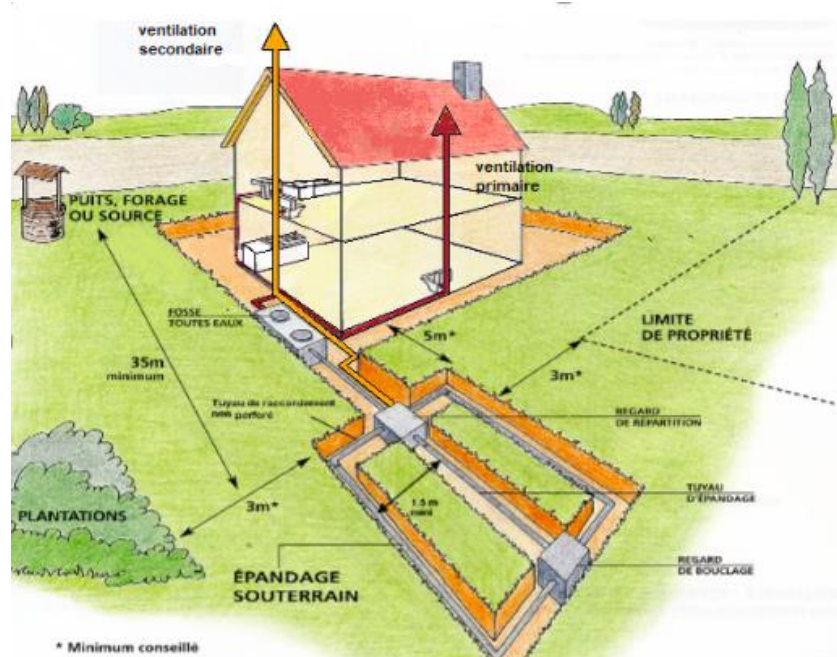 ventilation
secondaire
ventilation
primaire
PUITS, FORAGE
OU SOURCE
FOSSE
TOUTES EAUX
5m*
LIMITE
DE PROPRIÉTÉ
35m
minimum
3m*
Tuyau de raccordement
non perforé
REGARD
DE RÉPARTITION
TUYAU
D'ÉPANDAGE
1.5 m
mini
PLANTATIONS
3m*
ÉPANDAGE
SOUTERRAIN
REGARD
DE BOUCLAGE
* Minimum conseillé